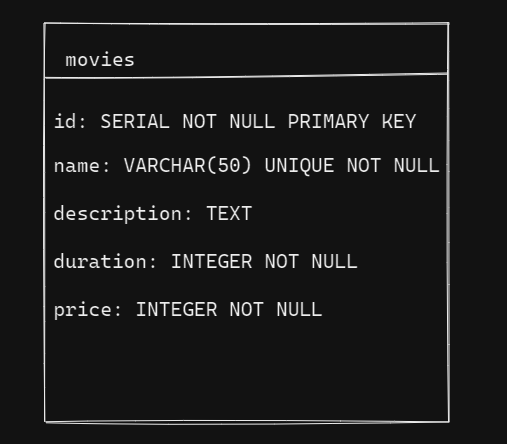 movies
id: SERIAL NOT NULL PRIMARY KEY
name: VARCHAR(50) UNIQUE NOT NULL
description: TEXT
duration: INTEGER NOT NULL
price: INTEGER NOT NULL